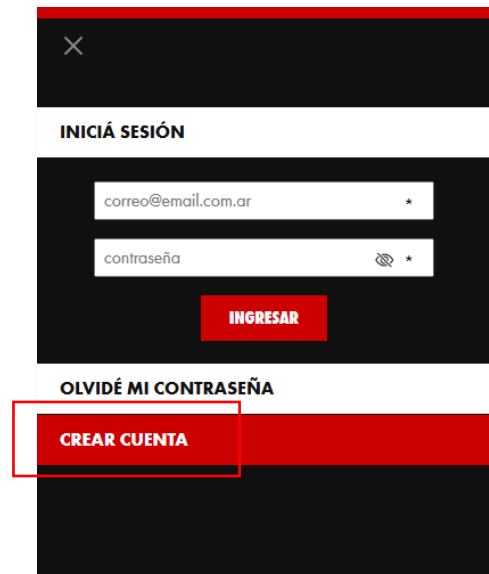 INICIÁ SESIÓN
correo@email.com.ar *
contraseña *
INGRESAR
OLVIDÉ MI CONTRASEÑA
CREAR CUENTA